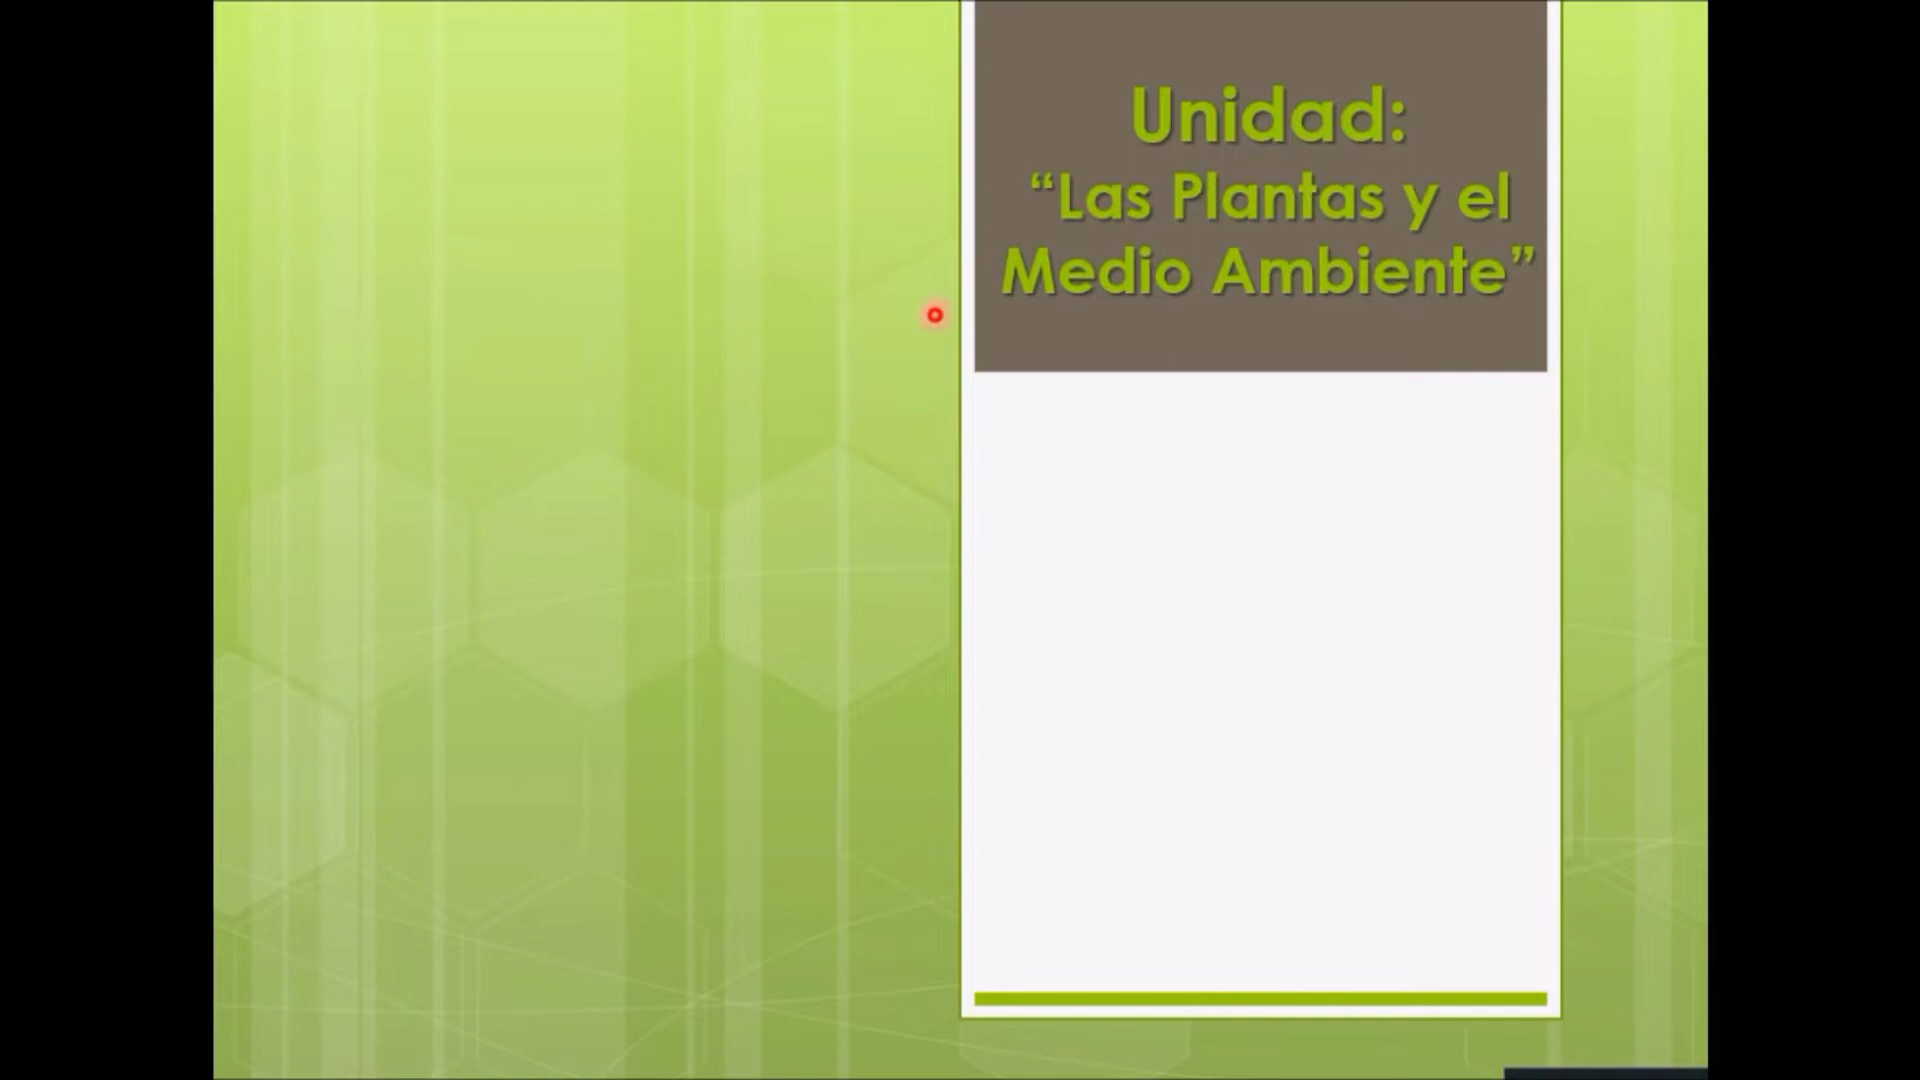 Unidad:
“Las Plantas y el
Medio Ambiente”